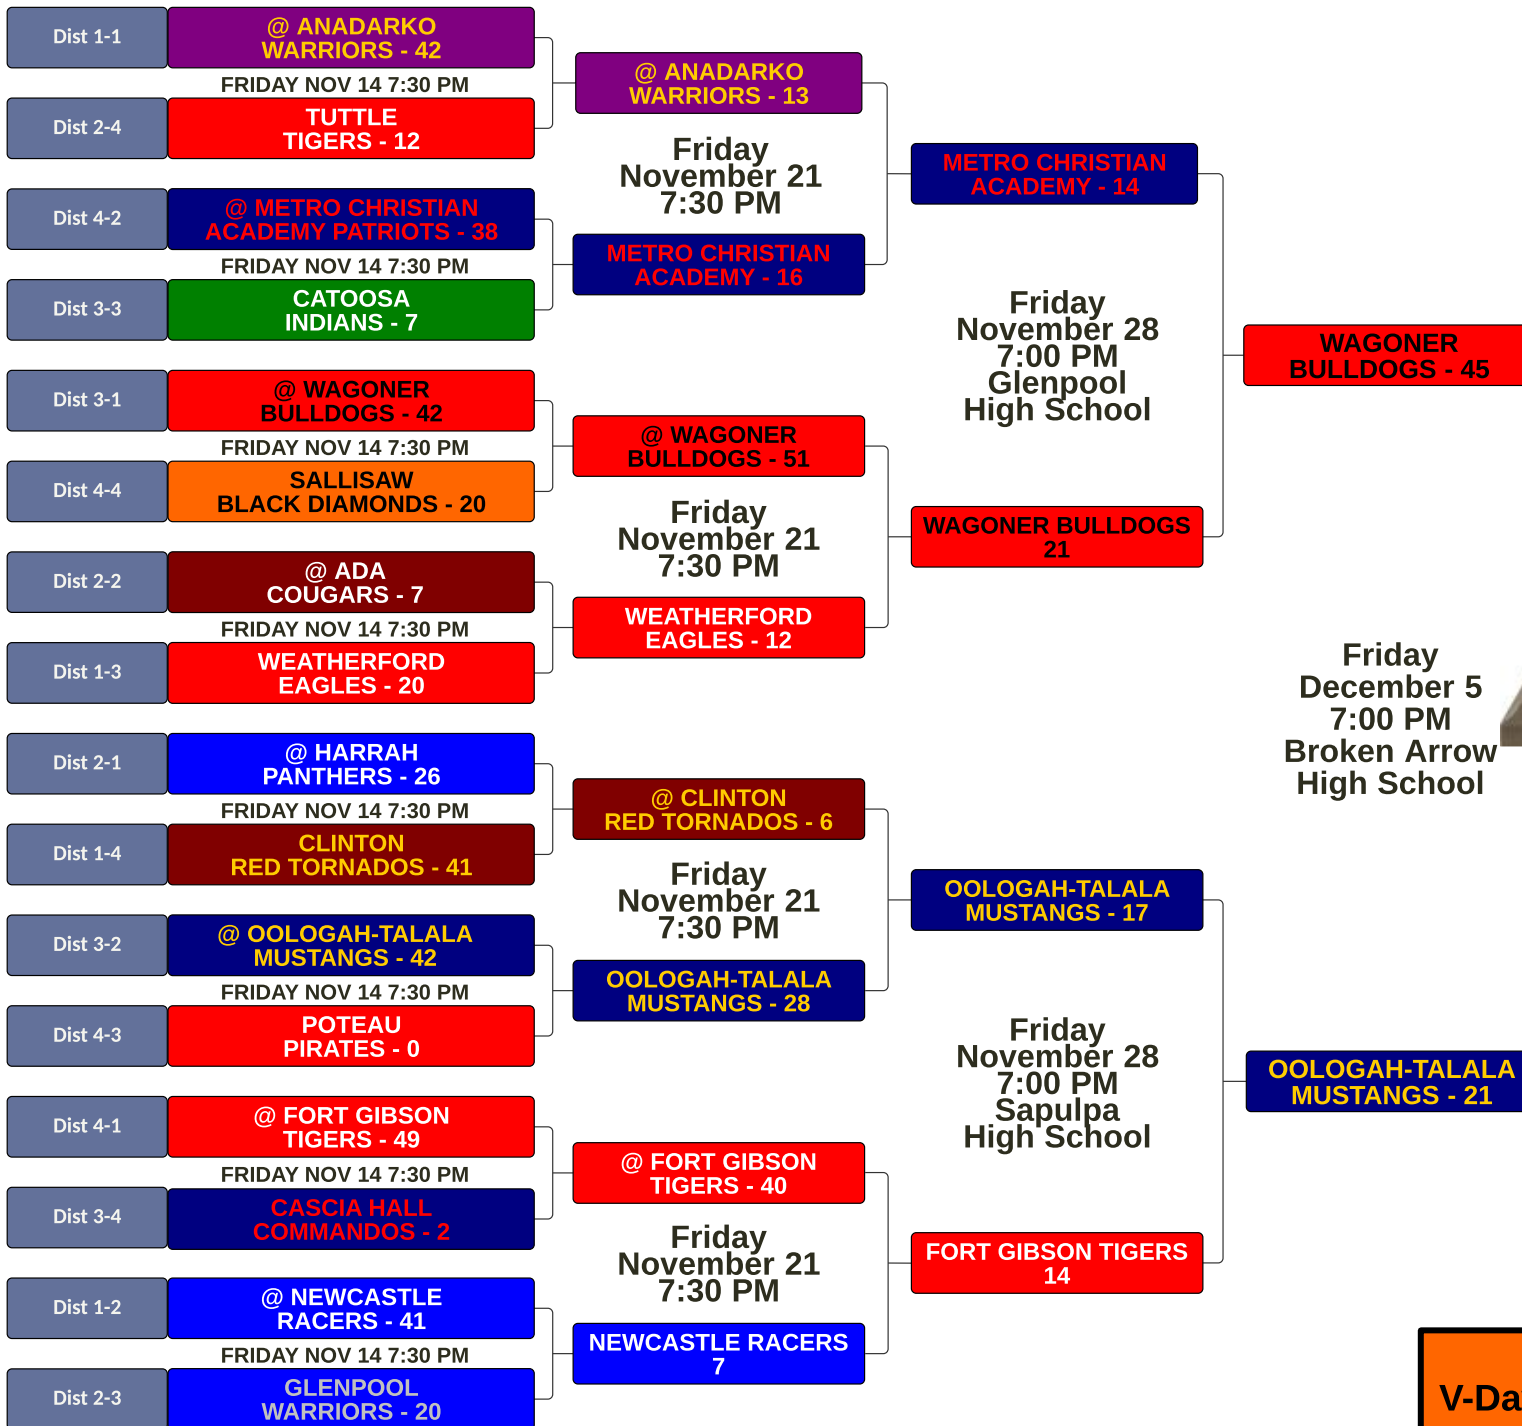 Dist 1-1
@ ANADARKO
WARRIORS - 42
FRIDAY NOV 14 7:30 PM
Dist 2-4
TUTTLE
TIGERS - 12
Dist 4-2
@ METRO CHRISTIAN
ACADEMY PATRIOTS - 38
FRIDAY NOV 14 7:30 PM
Dist 3-3
CATOOSA
INDIANS - 7
Dist 3-1
@ WAGONER
BULLDOGS - 42
FRIDAY NOV 14 7:30 PM
Dist 4-4
SALLISAW
BLACK DIAMONDS - 20
Dist 2-2
@ ADA
COUGARS - 7
FRIDAY NOV 14 7:30 PM
Dist 1-3
WEATHERFORD
EAGLES - 20
Dist 2-1
@ HARRAH
PANTHERS - 26
FRIDAY NOV 14 7:30 PM
Dist 1-4
CLINTON
RED TORNADOS - 41
Dist 3-2
@ OOLOGAH-TALALA
MUSTANGS - 42
FRIDAY NOV 14 7:30 PM
Dist 4-3
POTEAU
PIRATES - 0
Dist 4-1
@ FORT GIBSON
TIGERS - 49
FRIDAY NOV 14 7:30 PM
Dist 3-4
CASCIA HALL
COMMANDOS - 2
Dist 1-2
@ NEWCASTLE
RACERS - 41
FRIDAY NOV 14 7:30 PM
Dist 2-3
GLENPOOL
WARRIORS - 20
@ ANADARKO
WARRIORS - 13
Friday
November 21
7:30 PM
METRO CHRISTIAN
ACADEMY - 16
@ WAGONER
BULLDOGS - 51
Friday
November 21
7:30 PM
WEATHERFORD
EAGLES - 12
@ CLINTON
RED TORNADOS - 6
Friday
November 21
7:30 PM
OOLOGAH-TALALA
MUSTANGS - 28
@ FORT GIBSON
TIGERS - 40
Friday
November 21
7:30 PM
NEWCASTLE RACERS
7
METRO CHRISTIAN
ACADEMY - 14
Friday
November 28
7:00 PM
Glenpool
High School
WAGONER BULLDOGS
21
OOLOGAH-TALALA
MUSTANGS - 17
Friday
November 28
7:00 PM
Sapulpa
High School
FORT GIBSON TIGERS
14
WAGONER
BULLDOGS - 45
Friday
December 5
7:00 PM
Broken Arrow
High School
OOLOGAH-TALALA
MUSTANGS - 21
V-Da